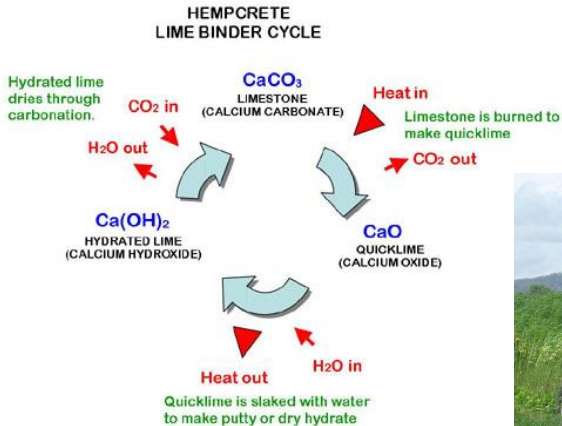 HEMPCRETE
LIME BINDER CYCLE
CaCO₃
LIMESTONE
(CALCIUM CARBONATE)
Hydrated lime
dries through
carbonation.
CO₂ in
H₂O out
Heat in
Limestone is burned to
make quicklime
CO₂ out
Ca(OH)₂
HYDRATED LIME
(CALCIUM HYDROXIDE)
CaO
QUICKLIME
(CALCIUM OXIDE)
Heat out
H₂O in
Quicklime is slaked with water
to make putty or dry hydrate